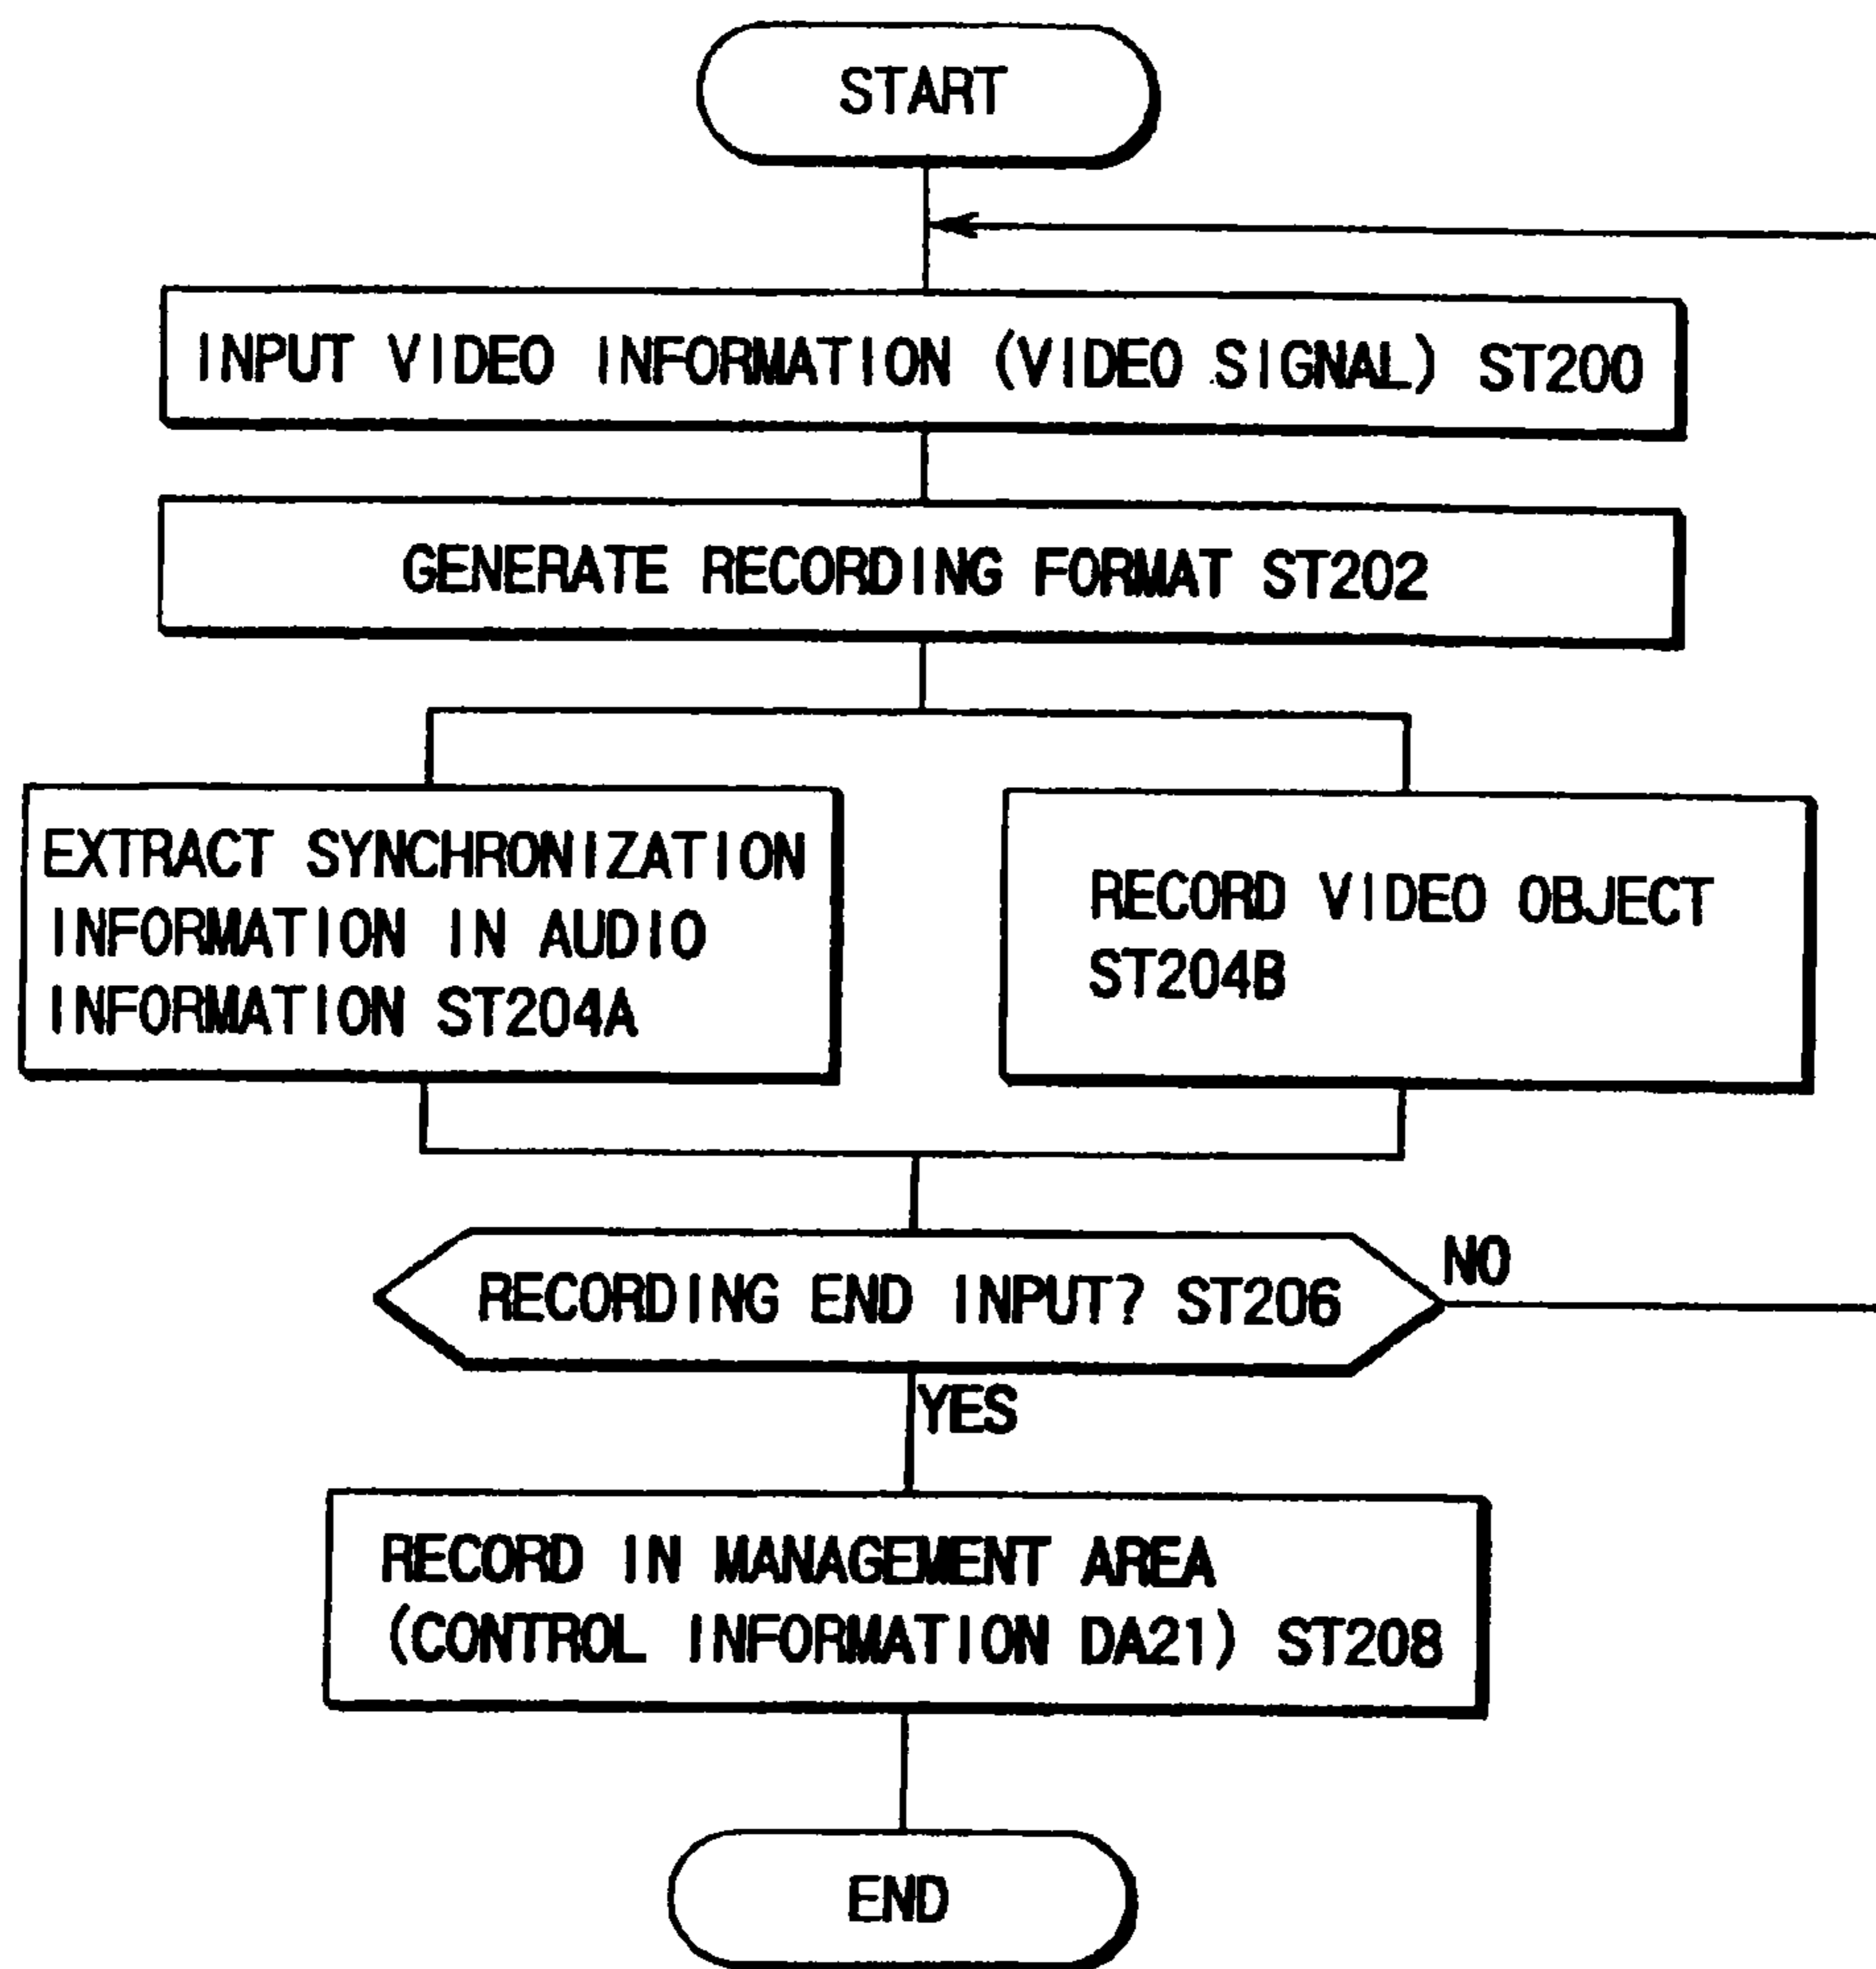 START
INPUT VIDEO INFORMATION (VIDEO SIGNAL) ST200
GENERATE RECORDING FORMAT ST202
EXTRACT SYNCHRONIZATION
INFORMATION IN AUDIO
INFORMATION ST204A
RECORD VIDEO OBJECT
ST204B
RECORDING END INPUT? ST206
NO
YES
RECORD IN MANAGEMENT AREA
(CONTROL INFORMATION DA21) ST208
END